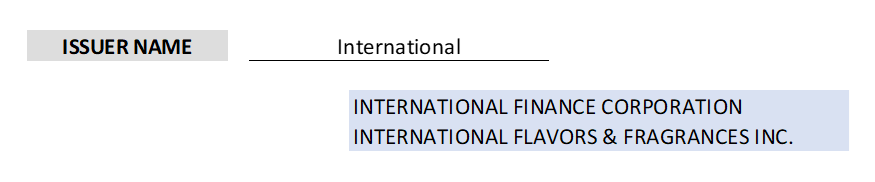 ISSUER NAME International
INTERNATIONAL FINANCE CORPORATION
INTERNATIONAL FLAVORS & FRAGRANCES INC.